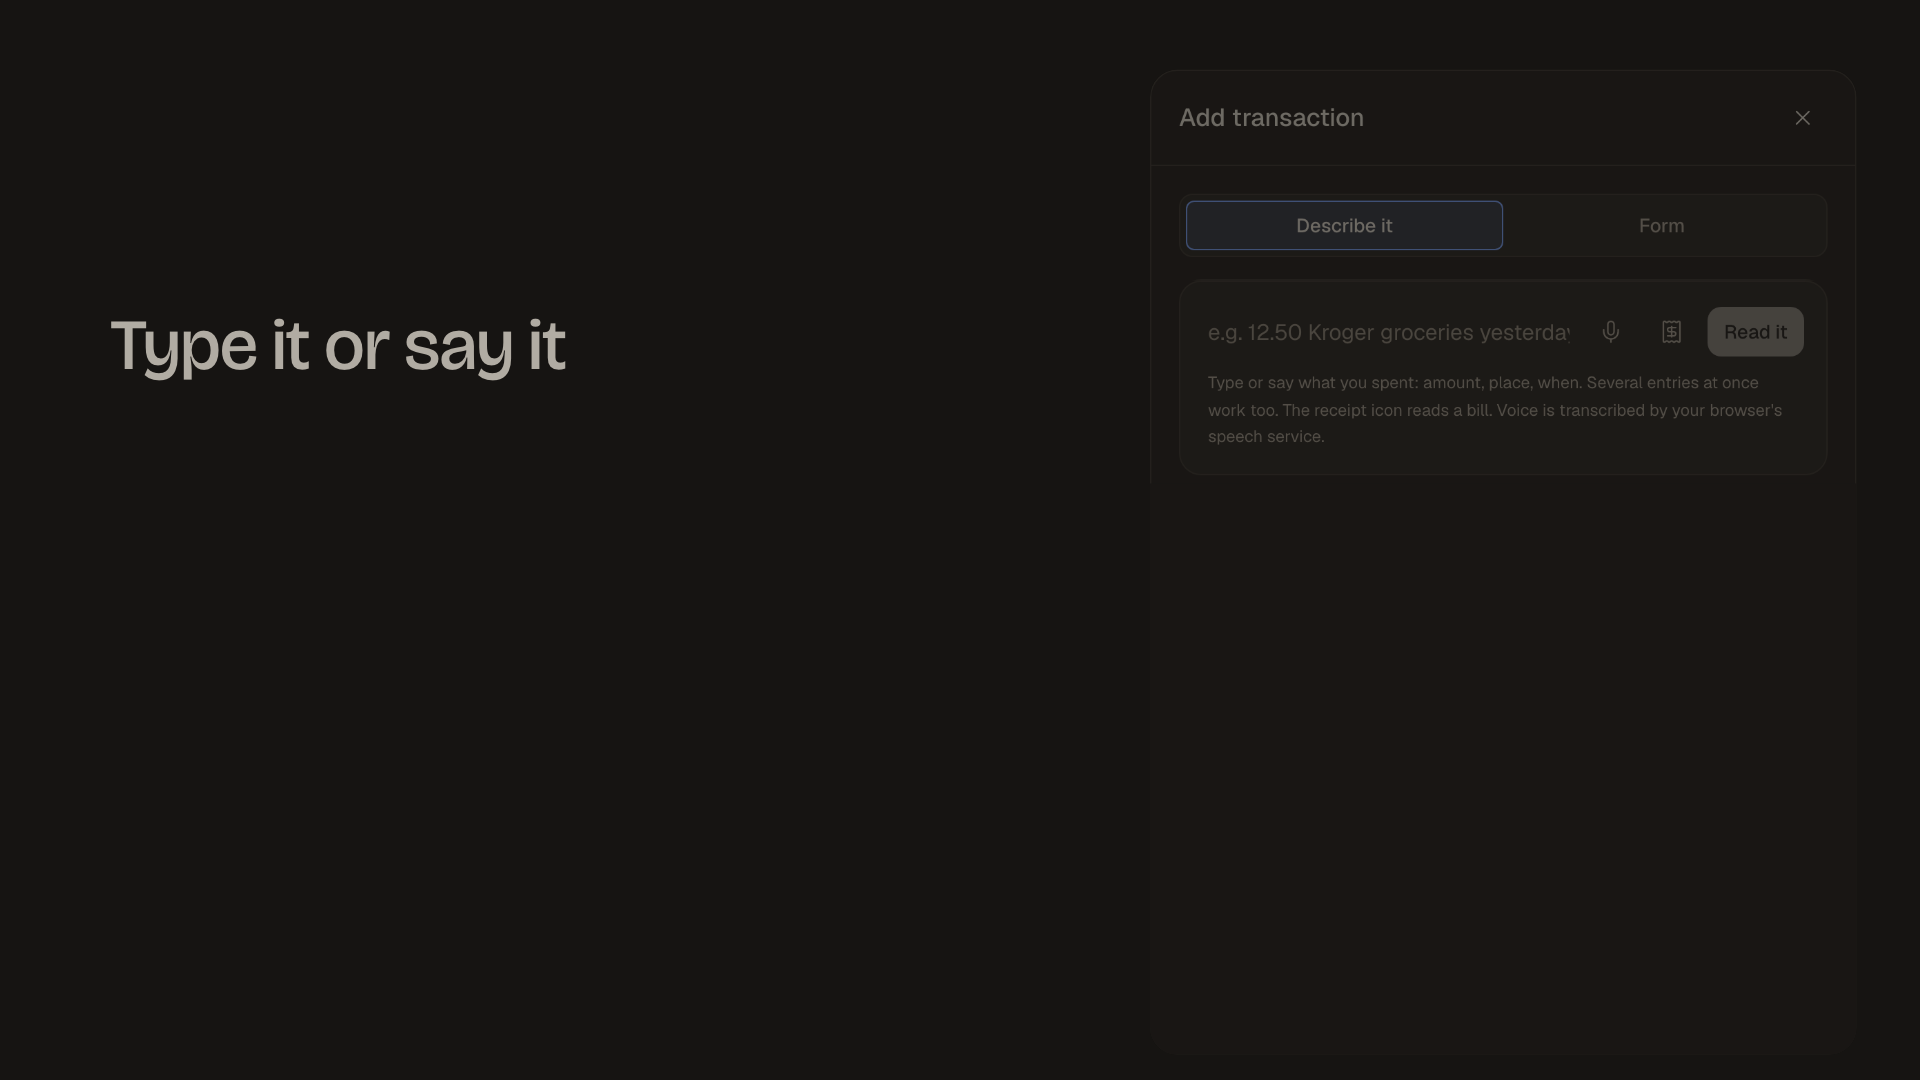 Type it or say it
Add transaction
Describe it
Form
e.g. 12.50 Kroger groceries yesterday
Read it
Type or say what you spent: amount, place, when. Several entries at once
work too. The receipt icon reads a bill. Voice is transcribed by your browser's
speech service.